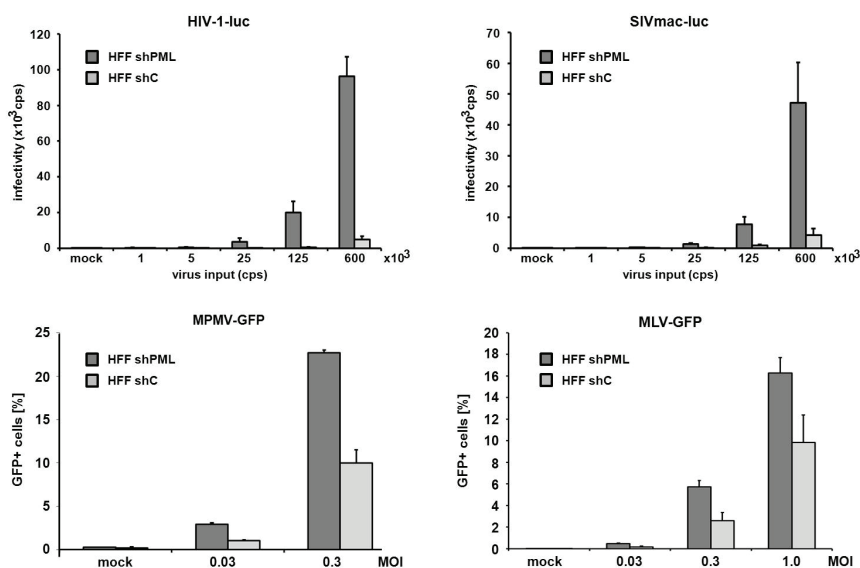 HIV-1-luc
HFF shPML
HFF shC
infectivity (x10³cps)
120
100
80
60
40
20
0
mock 1 5 25 125 600 x10³
virus input (cps)
SIVmac-luc
HFF shPML
HFF shC
infectivity (x10³cps)
70
60
50
40
30
20
10
0
mock 1 5 25 125 600 x10³
virus input (cps)
MPMV-GFP
HFF shPML
HFF shC
GFP+ cells [%]
25
20
10
10
5
0
mock 0.03 0.3 MOI
MLV-GFP
HFF shPML
HFF shC
GFP+ cells [%]
20
18
16
14
12
10
8
6
4
2
0
mock 0.03 0.3 1.0 MOI